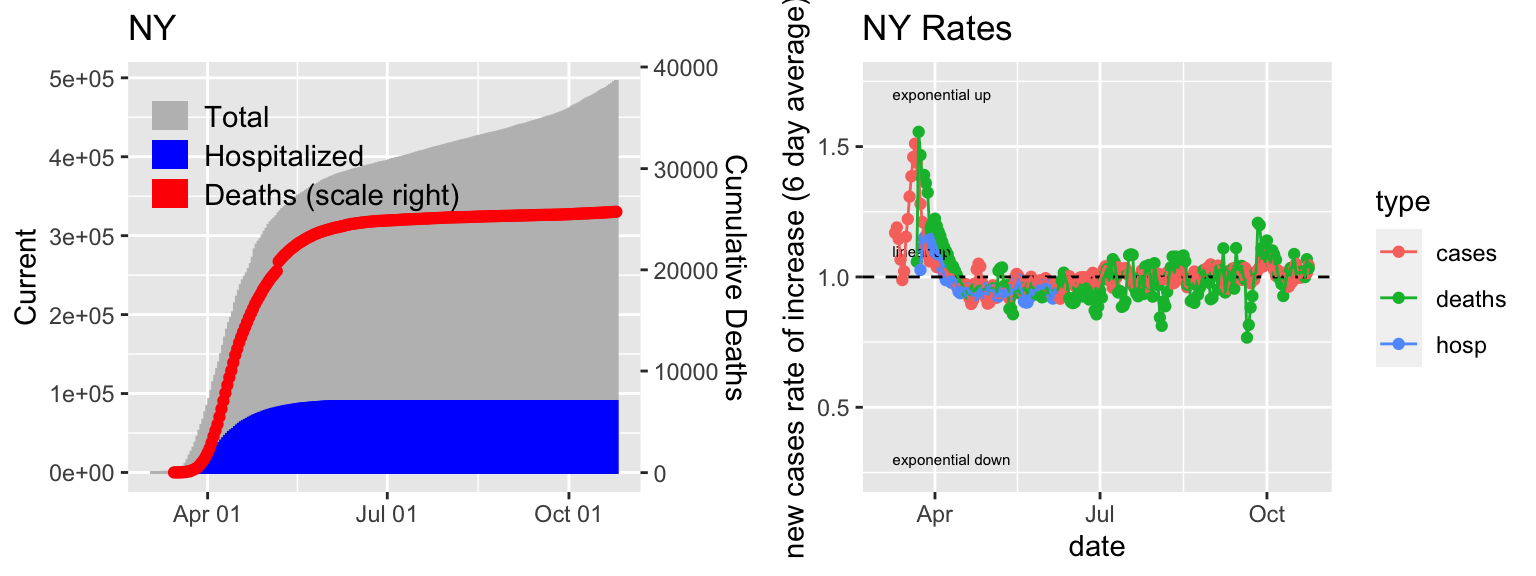 NY
5e+05
4e+05
3e+05
2e+05
1e+05
0e+00
Current
Total
Hospitalized
Deaths (scale right)
40000
30000
20000
10000
0
Cumulative Deaths
Apr 01
Jul 01
Oct 01
NY Rates
new cases rate of increase (6 day average)
1.5
1.0
0.5
exponential up
linear up
exponential down
Apr
Jul
Oct
date
type
cases
deaths
hosp